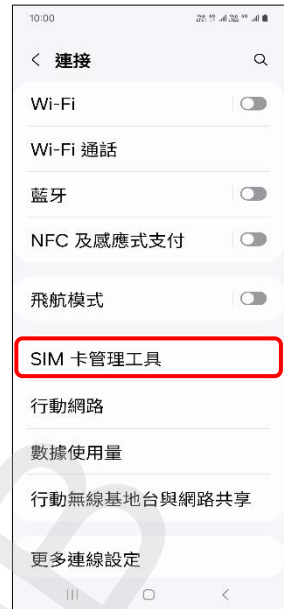 10:00
連接
Wi-Fi
Wi-Fi 通話
藍牙
NFC 及感應式支付
飛航模式
SIM 卡管理工具
行動網路
數據使用量
行動無線基地台與網路共享
更多連線設定